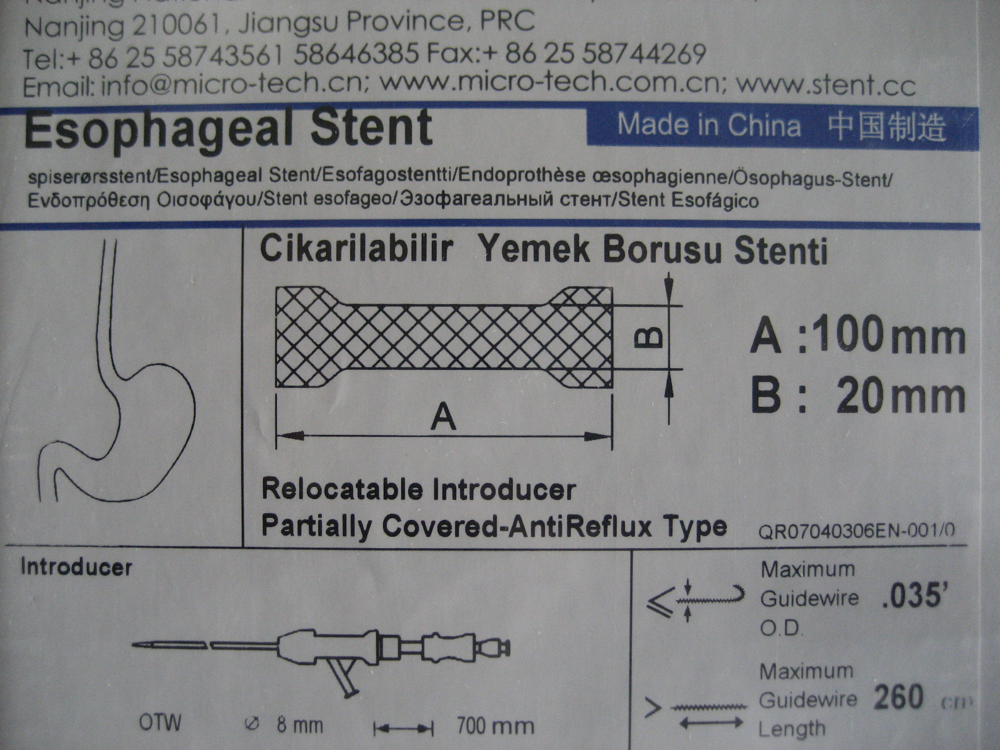 Nanjing 210061, Jiangsu Province, PRC
Tel:+ 86 25 58743561 58646385 Fax:+ 86 25 58744269
Email: info@micro-tech.cn; www.micro-tech.com.cn; www.stent.cc
Esophageal Stent
Made in China 中国制造
spiserørsstent/Esophageal Stent/Esofagostentti/Endoprothèse œsophagienne/Ösophagus-Stent/
Ενδοπρόθεση Οισοφάγου/Stent esofageo/Эзофагеальный стент/Stent Esofágico
Cikarilabilir Yemek Borusu Stenti
B
A
A :100mm
B : 20mm
Relocatable Introducer
Partially Covered-AntiReflux Type
QR07040306EN-001/0
Introducer
OTW
∅ 8 mm
700 mm
≤
Maximum
Guidewire .035’
O.D.
>
Maximum
Guidewire 260 cm
Length